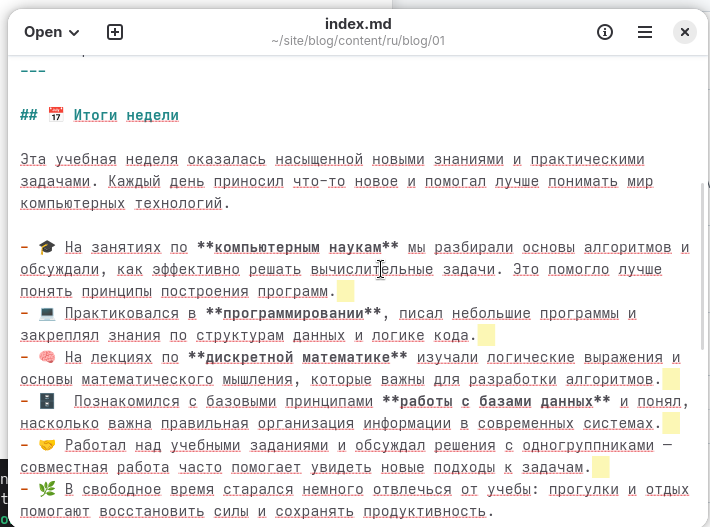 Open
index.md
~/site/blog/content/ru/blog/01
---
## 📅 Итоги недели
Эта учебная неделя оказалась насыщенной новыми знаниями и практическими
задачами. Каждый день приносил что-то новое и помогал лучше понимать мир
компьютерных технологий.
- 🎓 На занятиях по **компьютерным наукам** мы разбирали основы алгоритмов и
обсуждали, как эффективно решать вычислительные задачи. Это помогло лучше
понять принципы построения программ.
- 💻 Практиковался в **программировании**, писал небольшие программы и
закреплял знания по структурам данных и логике кода.
- 🧠 На лекциях по **дискретной математике** изучали логические выражения и
основы математического мышления, которые важны для разработки алгоритмов.
- 🗄️ Познакомился с базовыми принципами **работы с базами данных** и понял,
насколько важна правильная организация информации в современных системах.
- 🤝 Работал над учебными заданиями и обсуждал решения с одногруппниками —
совместная работа часто помогает увидеть новые подходы к задачам.
- 🌿 В свободное время старался немного отвлечься от учебы: прогулки и отдых
помогают восстановить силы и сохранять продуктивность.